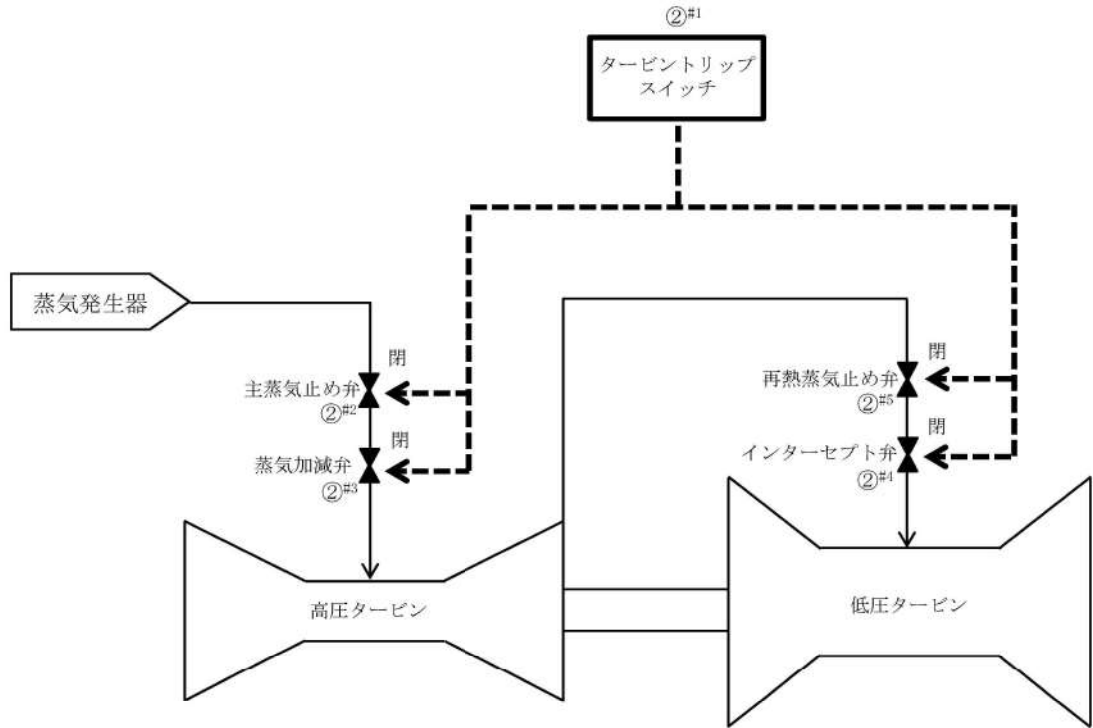 ②#1
タービントリップ
スイッチ
蒸気発生器
閉
主蒸気止め弁
②#2
閉
蒸気加減弁
②#3
閉
再熱蒸気止め弁
②#5
閉
インターセプト弁
②#4
高圧タービン
低圧タービン